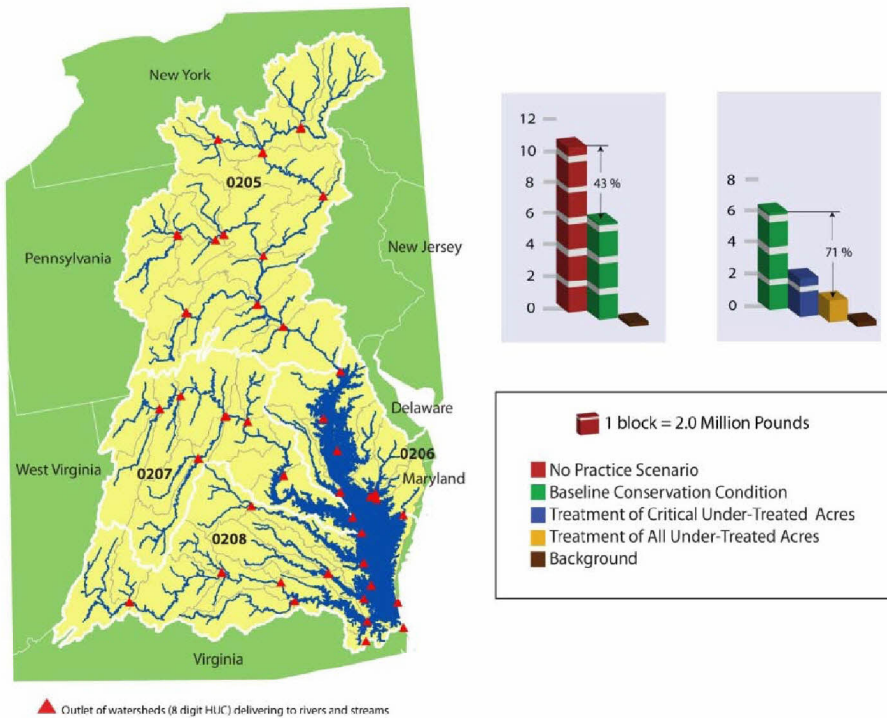 New York
0205
Pennsylvania
New Jersey
Delaware
0206
Maryland
West Virginia
0207
0208
Virginia
Outlet of watersheds (8 digit HUC) delivering to rivers and streams
12
10
8
6
4
2
0
43 %
8
6
4
2
0
71 %
1 block = 2.0 Million Pounds
No Practice Scenario
Baseline Conservation Condition
Treatment of Critical Under-Treated Acres
Treatment of All Under-Treated Acres
Background